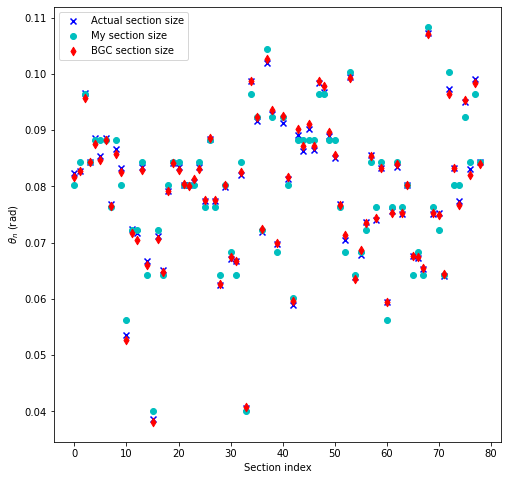 Actual section size
My section size
BGC section size
0.11
0.10
0.09
0.08
0.07
0.06
0.05
0.04
θn (rad)
0 10 20 30 40 50 60 70 80
Section index